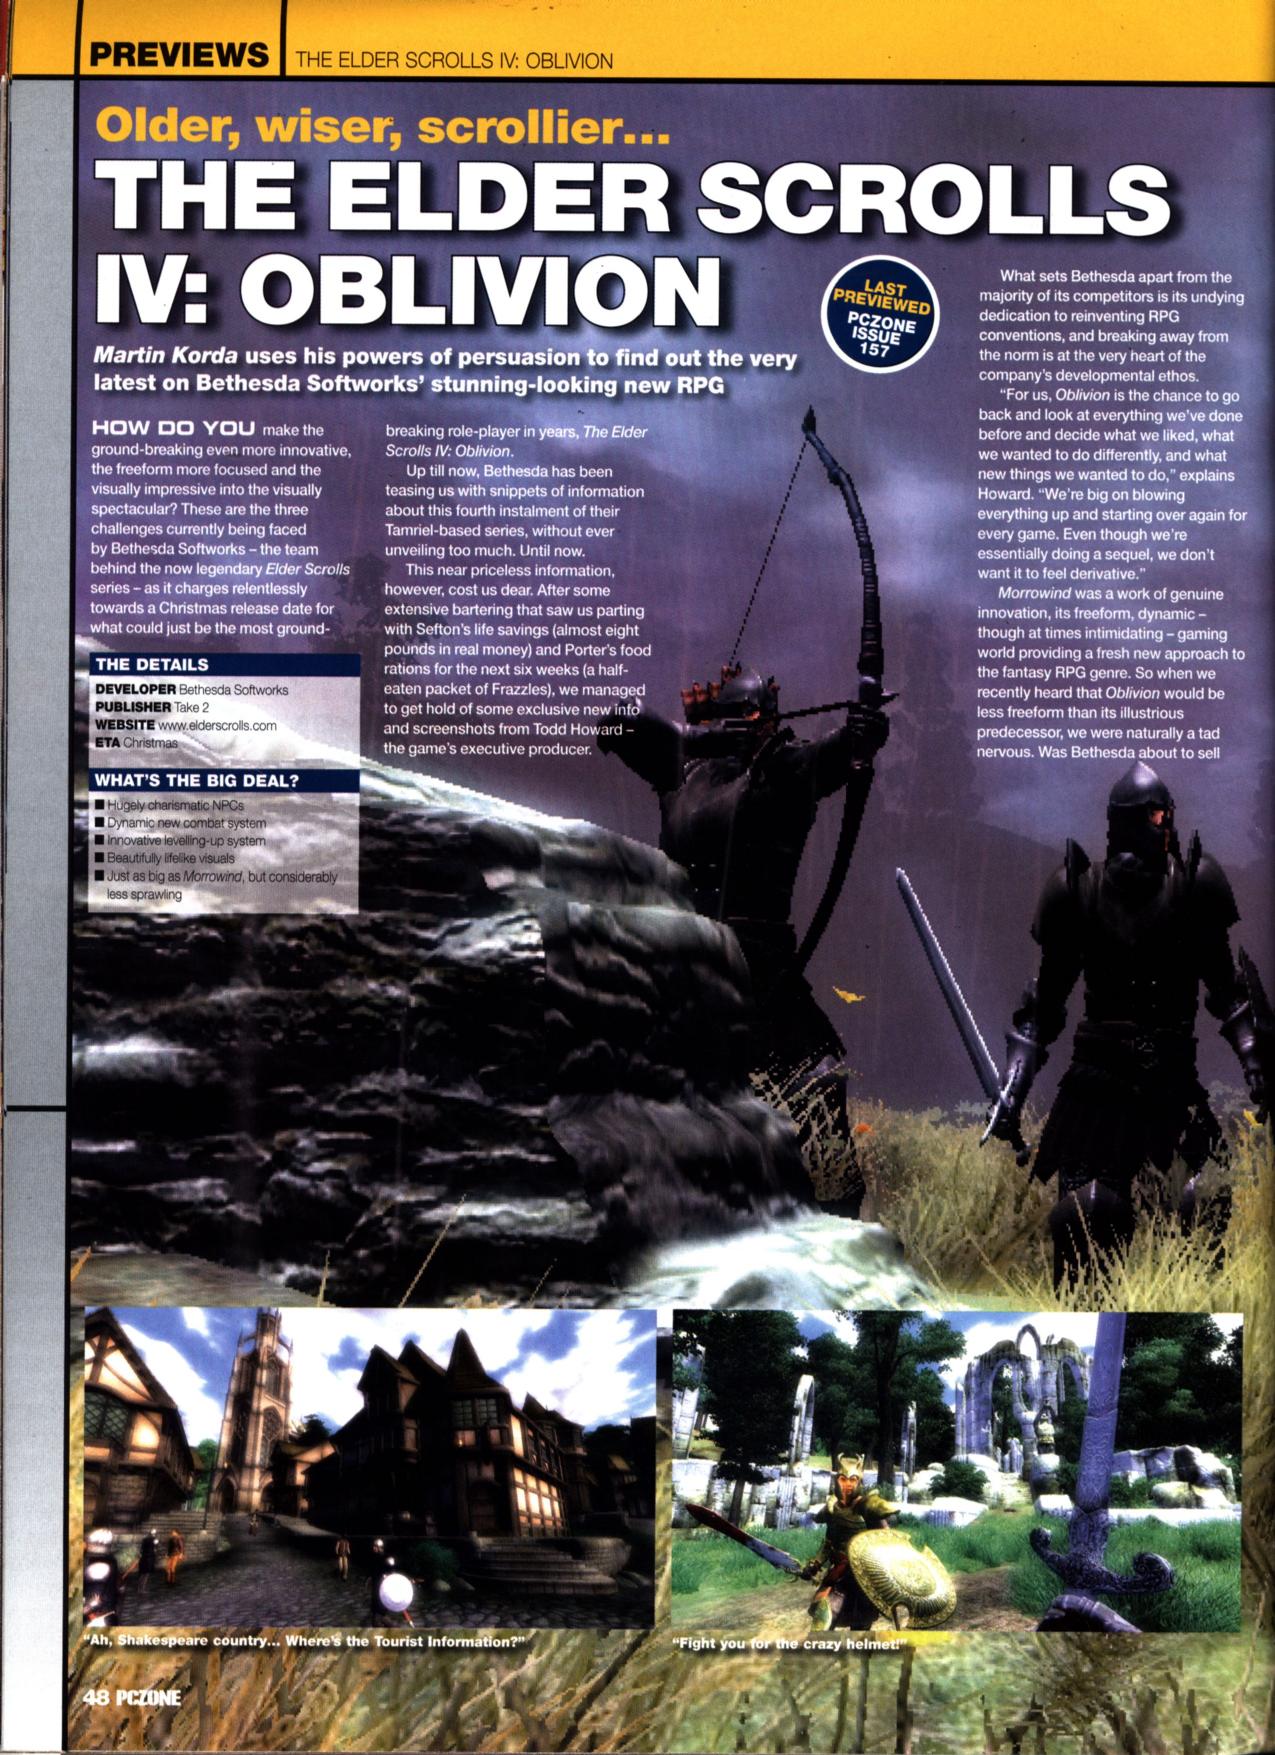 PREVIEWS THE ELDER SCROLLS IV: OBLIVION
Older, wiser, scrollier...
THE ELDER SCROLLS
IV: OBLIVION
LAST
PREVIEWED
PCZONE
ISSUE
157
Martin Korda uses his powers of persuasion to find out the very
latest on Bethesda Softworks' stunning-looking new RPG
HOW DO YOU make the
ground-breaking even more innovative,
the freeform more focused and the
visually impressive into the visually
spectacular? These are the three
challenges currently being faced
by Bethesda Softworks – the team
behind the now legendary Elder Scrolls
series – as it charges relentlessly
towards a Christmas release date for
what could just be the most ground-
breaking role-player in years, The Elder
Scrolls IV: Oblivion.
Up till now, Bethesda has been
teasing us with snippets of information
about this fourth instalment of their
Tamriel-based series, without ever
unveiling too much. Until now.
This near priceless information,
however, cost us dear. After some
extensive bartering that saw us parting
with Sefton's life savings (almost eight
pounds in real money) and Porter's food
rations for the next six weeks (a half-
eaten packet of Frazzles), we managed
to get hold of some exclusive new info
and screenshots from Todd Howard –
the game's executive producer.
What sets Bethesda apart from the
majority of its competitors is its undying
dedication to reinventing RPG
conventions, and breaking away from
the norm is at the very heart of the
company's developmental ethos.
"For us, Oblivion is the chance to go
back and look at everything we've done
before and decide what we liked, what
we wanted to do differently, and what
new things we wanted to do," explains
Howard. "We're big on blowing
everything up and starting over again for
every game. Even though we're
essentially doing a sequel, we don't
want it to feel derivative."
Morrowind was a work of genuine
innovation, its freeform, dynamic –
though at times intimidating – gaming
world providing a fresh new approach to
the fantasy RPG genre. So when we
recently heard that Oblivion would be
less freeform than its illustrious
predecessor, we were naturally a tad
nervous. Was Bethesda about to sell
THE DETAILS
DEVELOPER Bethesda Softworks
PUBLISHER Take 2
WEBSITE www.elderscrolls.com
ETA Christmas
WHAT'S THE BIG DEAL?
■ Hugely charismatic NPCs
■ Dynamic new combat system
■ Innovative levelling-up system
■ Beautifully lifelike visuals
■ Just as big as Morrowind, but considerably
less sprawling
"Ah, Shakespeare country... Where's the Tourist Information?"
"Fight you for the crazy helmet!"
48 PCZONE